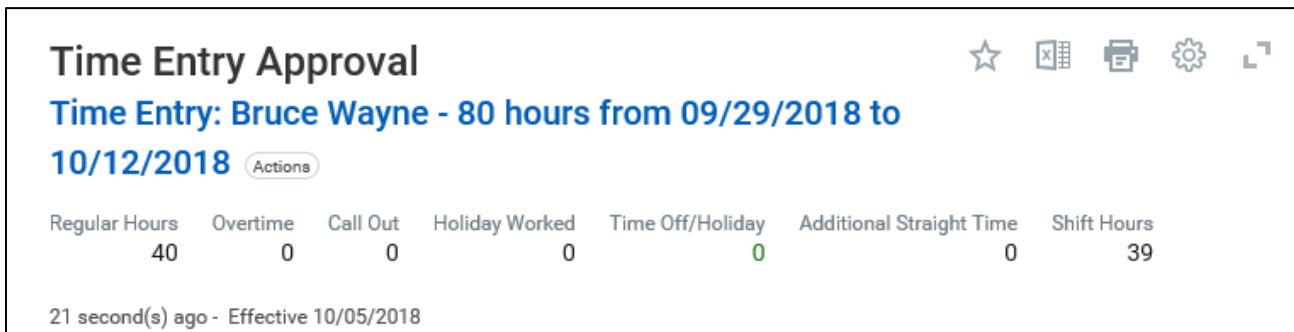 Time Entry Approval
Time Entry: Bruce Wayne - 80 hours from 09/29/2018 to
10/12/2018 Actions
Regular Hours Overtime Call Out Holiday Worked Time Off/Holiday Additional Straight Time Shift Hours
40 0 0 0 0 0 39
21 second(s) ago - Effective 10/05/2018